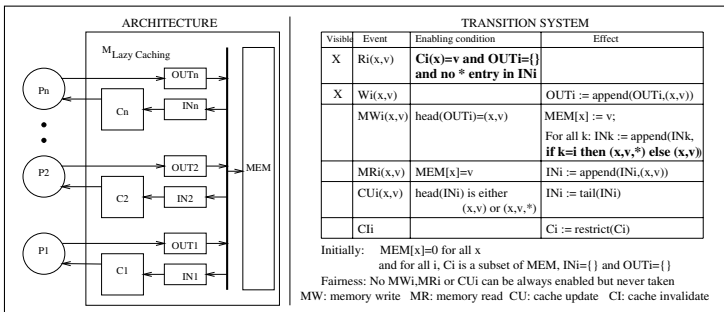 ARCHITECTURE
M Lazy Caching
Pn
OUTn
Cn
INn
MEM
P2
OUT2
C2
IN2
P1
OUT1
C1
IN1
TRANSITION SYSTEM
Visible Event Enabling condition Effect
X Ri(x,v) Ci(x)=v and OUTi={}
and no * entry in INi
X Wi(x,v) OUTi := append(OUTi,(x,v))
MWi(x,v) head(OUTi)=(x,v) MEM[x] := v;
For all k: INk := append(INk,
if k=i then (x,v,*) else (x,v))
MRi(x,v) MEM[x]=v INi := append(INi,(x,v))
CUi(x,v) head(INi) is either INi := tail(INi)
(x,v) or (x,v,*)
CIi Ci := restrict(Ci)
Initially: MEM[x]=0 for all x
and for all i, Ci is a subset of MEM, INi={} and OUTi={}
Fairness: No MWi,MRi or CUi can be always enabled but never taken
MW: memory write MR: memory read CU: cache update CI: cache invalidate